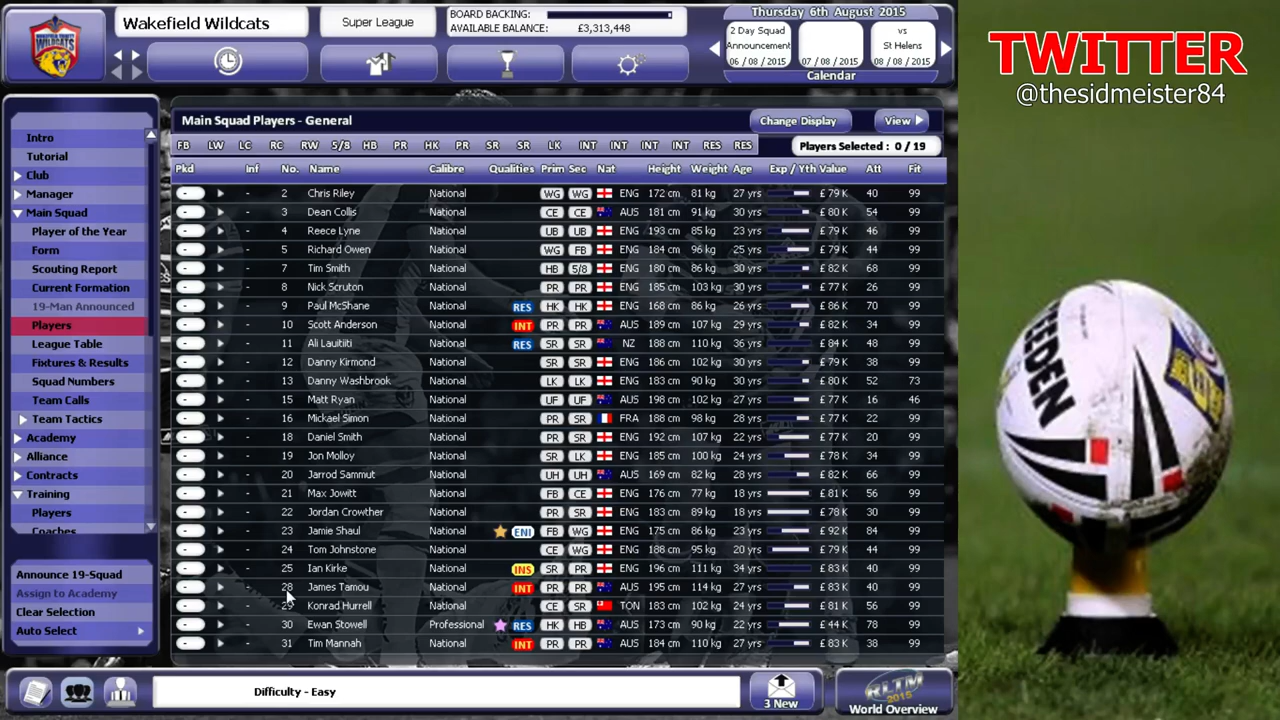 Wakefield Wildcats
Super League
BOARD BACKING:
AVAILABLE BALANCE: £3,313,448
Thursday 6th August 2015
2 Day Squad Announcement 06 / 08 / 2015
07 / 08 / 2015
vs St Helens 08 / 08 / 2015
Calendar
TWITTER
@thesidmeister84
Intro
Tutorial
Club
Manager
Main Squad
Player of the Year
Form
Scouting Report
Current Formation
19-Man Announced
Players
League Table
Fixtures & Results
Squad Numbers
Team Calls
Team Tactics
Academy
Alliance
Contracts
Training
Players
Coaches
Announce 19-Squad
Assign to Academy
Clear Selection
Auto Select
Main Squad Players - General
Change Display
View
FB LW LC RC RW 5/8 HB PR HK PR SR SR LK INT INT INT INT RES RES
Players Selected : 0 / 19
Pkd Inf No. Name Calibre Qualities Prim Sec Nat Height Weight Age Exp / Yth Value Att Fit
- - 2 Chris Riley National WG WG ENG 172 cm 81 kg 27 yrs £ 79 K 40 99
- - 3 Dean Collis National CE CE AUS 181 cm 91 kg 30 yrs £ 80 K 54 99
- - 4 Reece Lyne National UB UB ENG 193 cm 85 kg 23 yrs £ 79 K 46 99
- - 5 Richard Owen National WG FB ENG 184 cm 96 kg 25 yrs £ 79 K 44 99
- - 7 Tim Smith National HB 5/8 ENG 180 cm 86 kg 30 yrs £ 82 K 68 99
- - 8 Nick Scruton National PR PR ENG 185 cm 103 kg 30 yrs £ 77 K 26 99
- - 9 Paul McShane National RES HK HK ENG 168 cm 86 kg 26 yrs £ 86 K 70 99
- - 10 Scott Anderson National INT PR PR AUS 189 cm 107 kg 29 yrs £ 82 K 34 99
- - 11 Ali Lauitiiti National RES SR SR NZ 188 cm 110 kg 36 yrs £ 84 K 48 99
- - 12 Danny Kirmond National SR SR ENG 186 cm 102 kg 30 yrs £ 79 K 38 99
- - 13 Danny Washbrook National LK LK ENG 183 cm 90 kg 30 yrs £ 80 K 52 73
- - 15 Matt Ryan National UF UF AUS 198 cm 102 kg 27 yrs £ 77 K 16 46
- - 16 Mickael Simon National PR SR FRA 188 cm 98 kg 28 yrs £ 77 K 22 99
- - 18 Daniel Smith National PR SR ENG 192 cm 107 kg 22 yrs £ 77 K 20 99
- - 19 Jon Molloy National SR LK ENG 185 cm 100 kg 24 yrs £ 78 K 34 99
- - 20 Jarrod Sammut National UH UH AUS 169 cm 82 kg 28 yrs £ 82 K 66 99
- - 21 Max Jowitt National FB CE ENG 176 cm 77 kg 18 yrs £ 81 K 56 99
- - 22 Jordan Crowther National PR SR ENG 183 cm 89 kg 18 yrs £ 78 K 30 99
- - 23 Jamie Shaul National ENI FB WG ENG 175 cm 86 kg 23 yrs £ 92 K 84 99
- - 24 Tom Johnstone National CE WG ENG 188 cm 95 kg 20 yrs £ 79 K 44 99
- - 25 Ian Kirke National INS SR PR ENG 196 cm 111 kg 34 yrs £ 83 K 40 99
- - 28 James Tamou National INT PR PR AUS 195 cm 114 kg 27 yrs £ 83 K 40 99
- - 29 Konrad Hurrell National CE SR TON 183 cm 102 kg 24 yrs £ 81 K 56 99
- - 30 Ewan Stowell Professional RES HK HB AUS 173 cm 90 kg 22 yrs £ 44 K 78 99
- - 31 Tim Mannah National INT PR PR AUS 184 cm 110 kg 27 yrs £ 83 K 38 99
Difficulty - Easy
3 New
RLTM 2015
World Overview